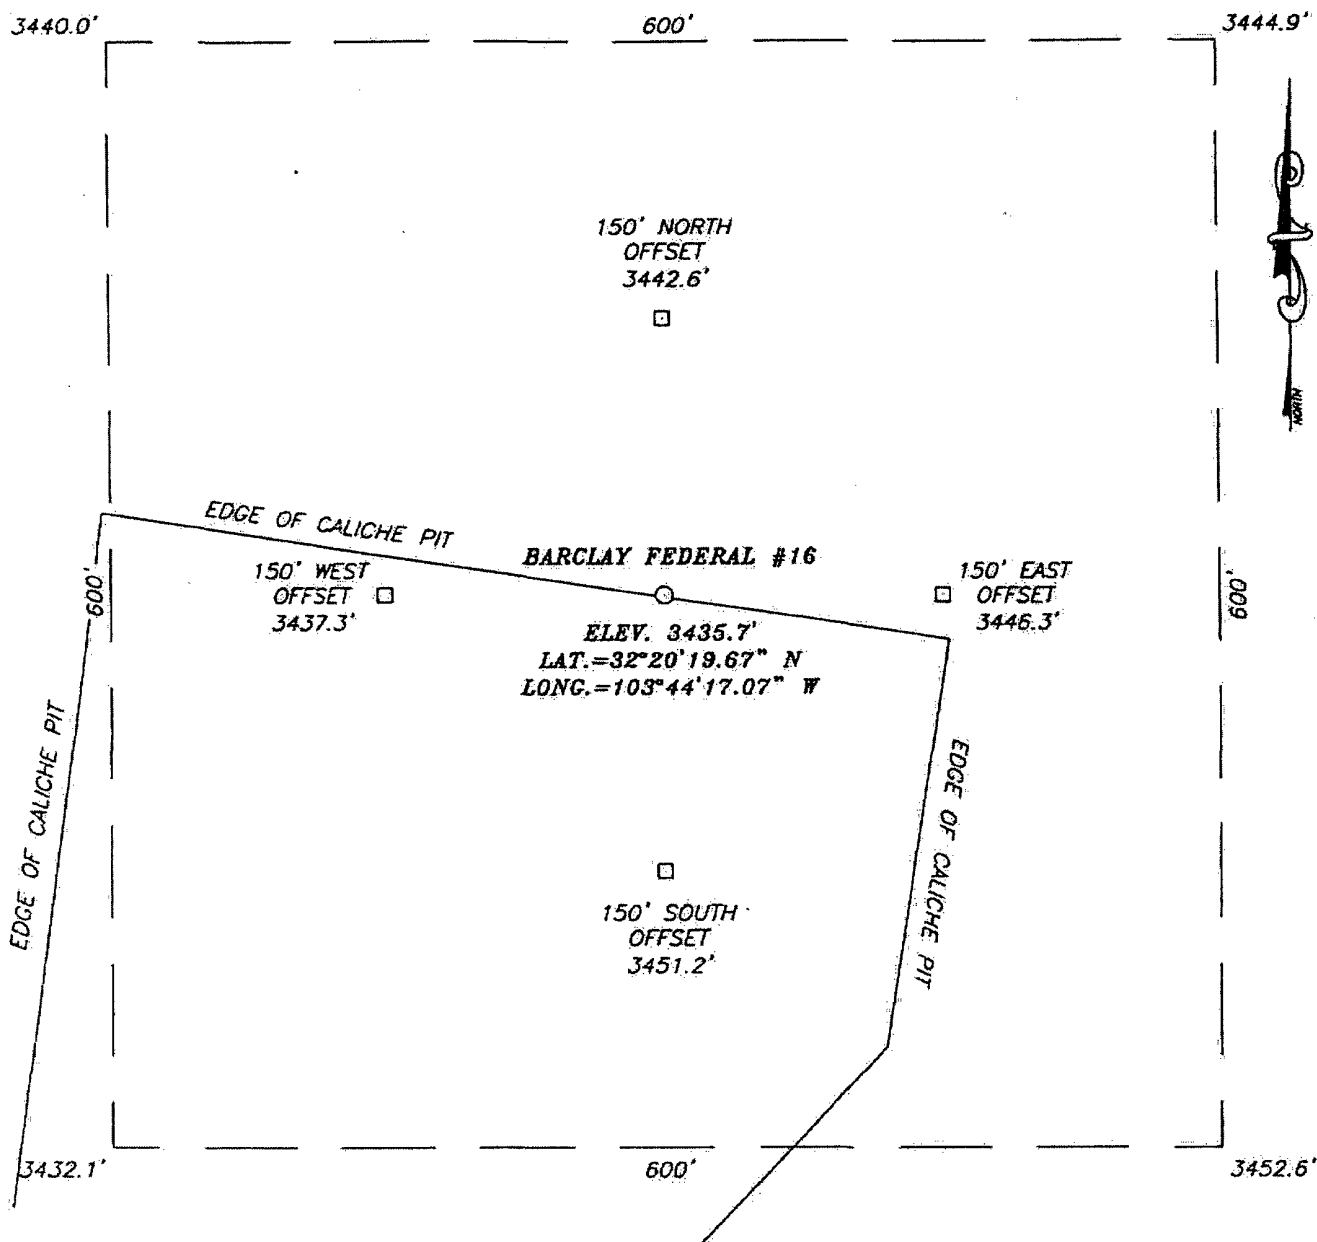 3440.0'
600'
3444.9'
150' NORTH
OFFSET
3442.6'
NORTH
EDGE OF CALICHE PIT
BARCLAY FEDERAL #16
150' WEST
OFFSET
3437.3'
150' EAST
OFFSET
3446.3'
600'
600'
ELEV. 3435.7'
LAT.=32°20'19.67" N
LONG.=103°44'17.07" W
EDGE OF CALICHE PIT
EDGE OF CALICHE PIT
150' SOUTH
OFFSET
3451.2'
3432.1'
600'
3452.6'